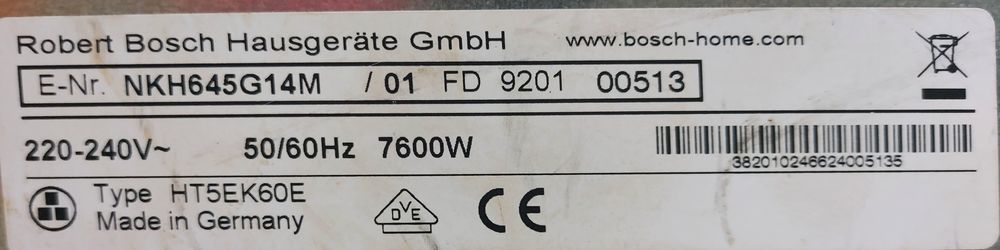 Robert Bosch Hausgeräte GmbH www.bosch-home.com
E-Nr. NKH645G14M / 01 FD 9201 00513
220-240V~ 50/60Hz 7600W
382010246624005135
Type HT5EK60E
Made in Germany
DVE CE